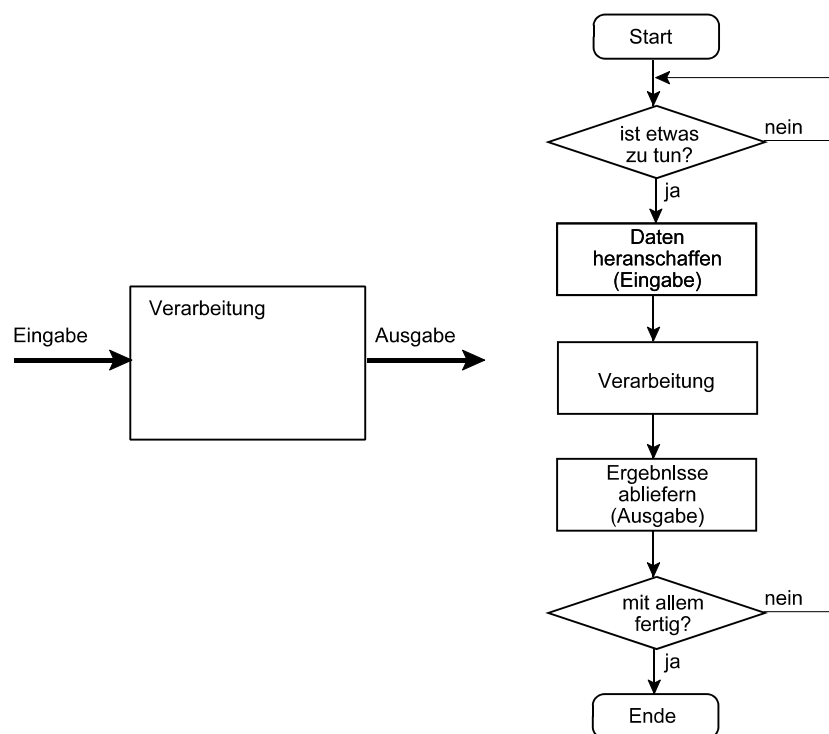 Eingabe
Verarbeitung
Ausgabe
Start
ist etwas
zu tun?
nein
ja
Daten
heranschaffen
(Eingabe)
Verarbeitung
Ergebnisse
abliefern
(Ausgabe)
mit allem
fertig?
nein
ja
Ende